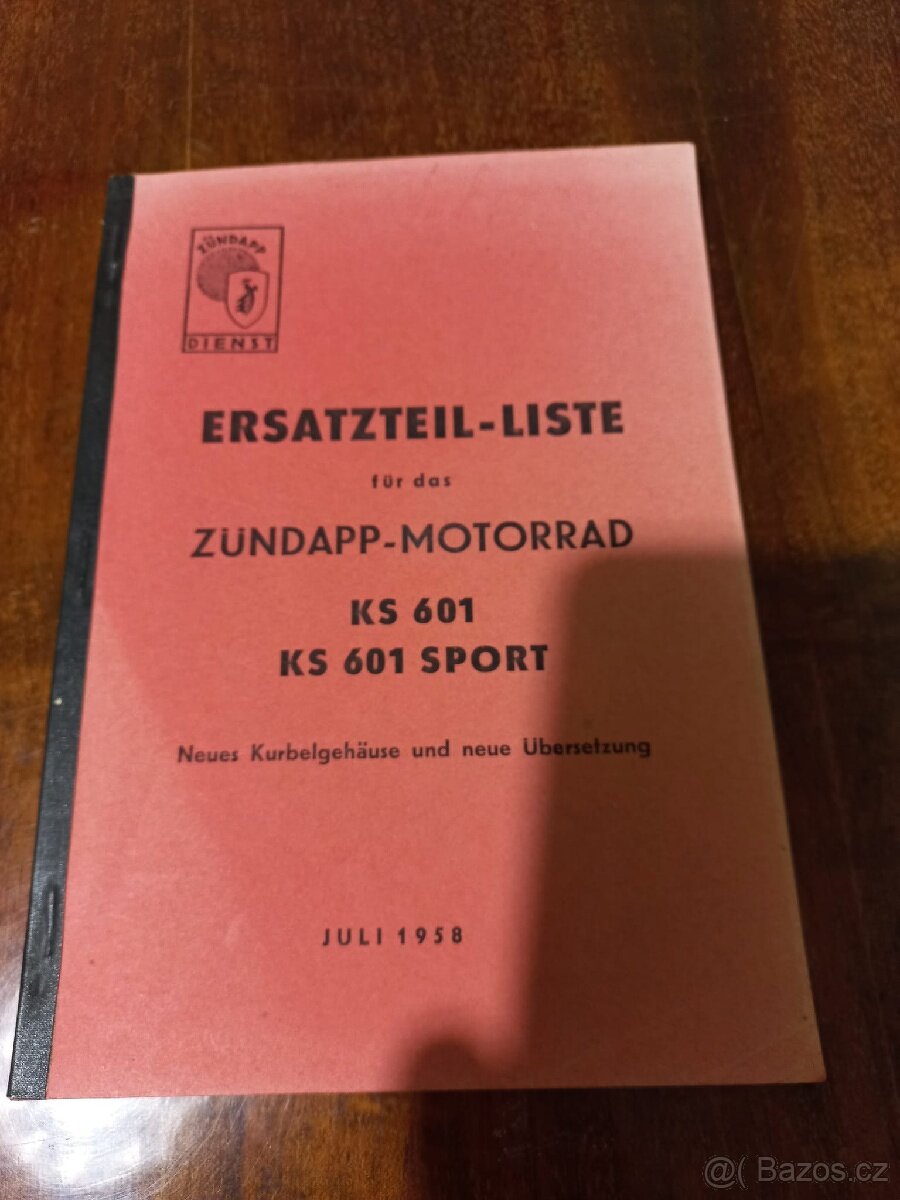 ZÜNDAPP
DIENST
ERSATZTEIL-LISTE
für das
ZÜNDAPP-MOTORRAD
KS 601
KS 601 SPORT
Neues Kurbelgehäuse und neue Übersetzung
JULI 1958
@( Bazos.cz